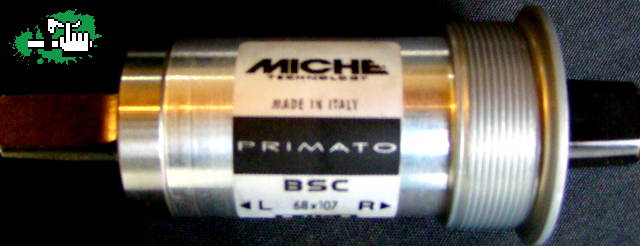 MICHE
TECHNOLOGY
MADE IN ITALY
PRIMATO
BSC
◄ L 68x107 R ►